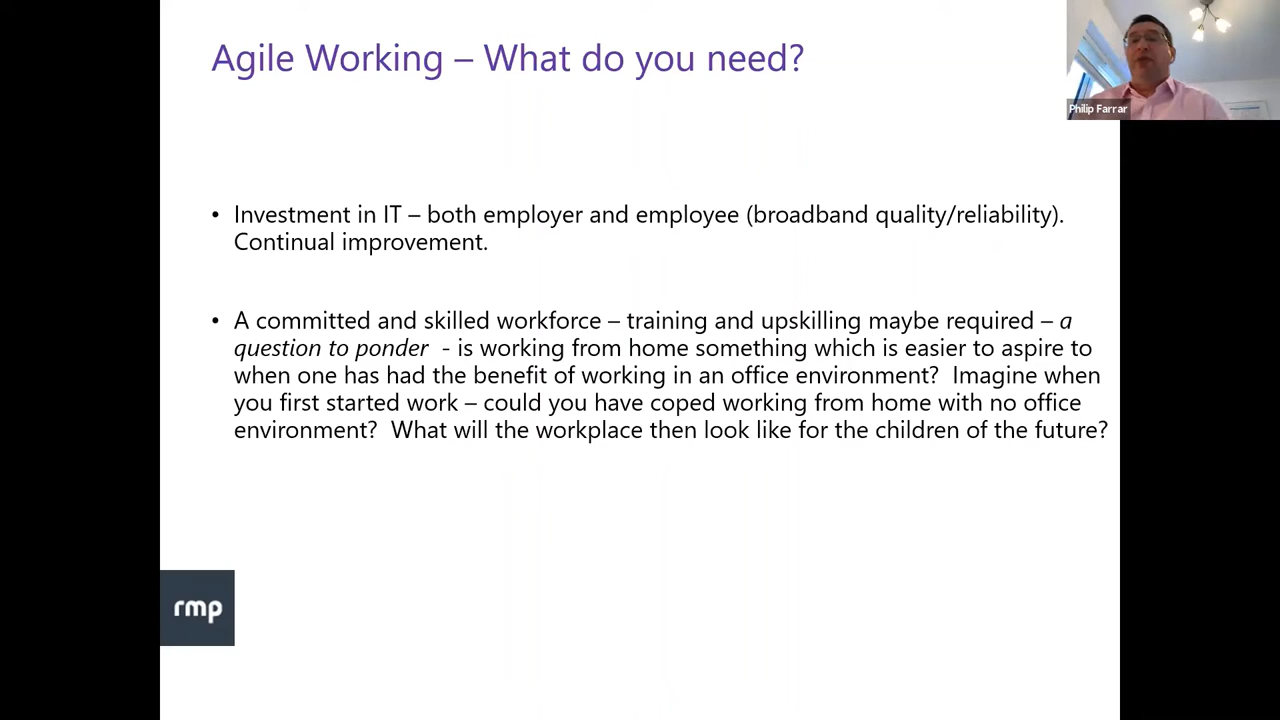 Agile Working – What do you need?
Philip Farrar
• Investment in IT – both employer and employee (broadband quality/reliability).
Continual improvement.
• A committed and skilled workforce – training and upskilling maybe required – a
question to ponder - is working from home something which is easier to aspire to
when one has had the benefit of working in an office environment? Imagine when
you first started work – could you have coped working from home with no office
environment? What will the workplace then look like for the children of the future?
rmp